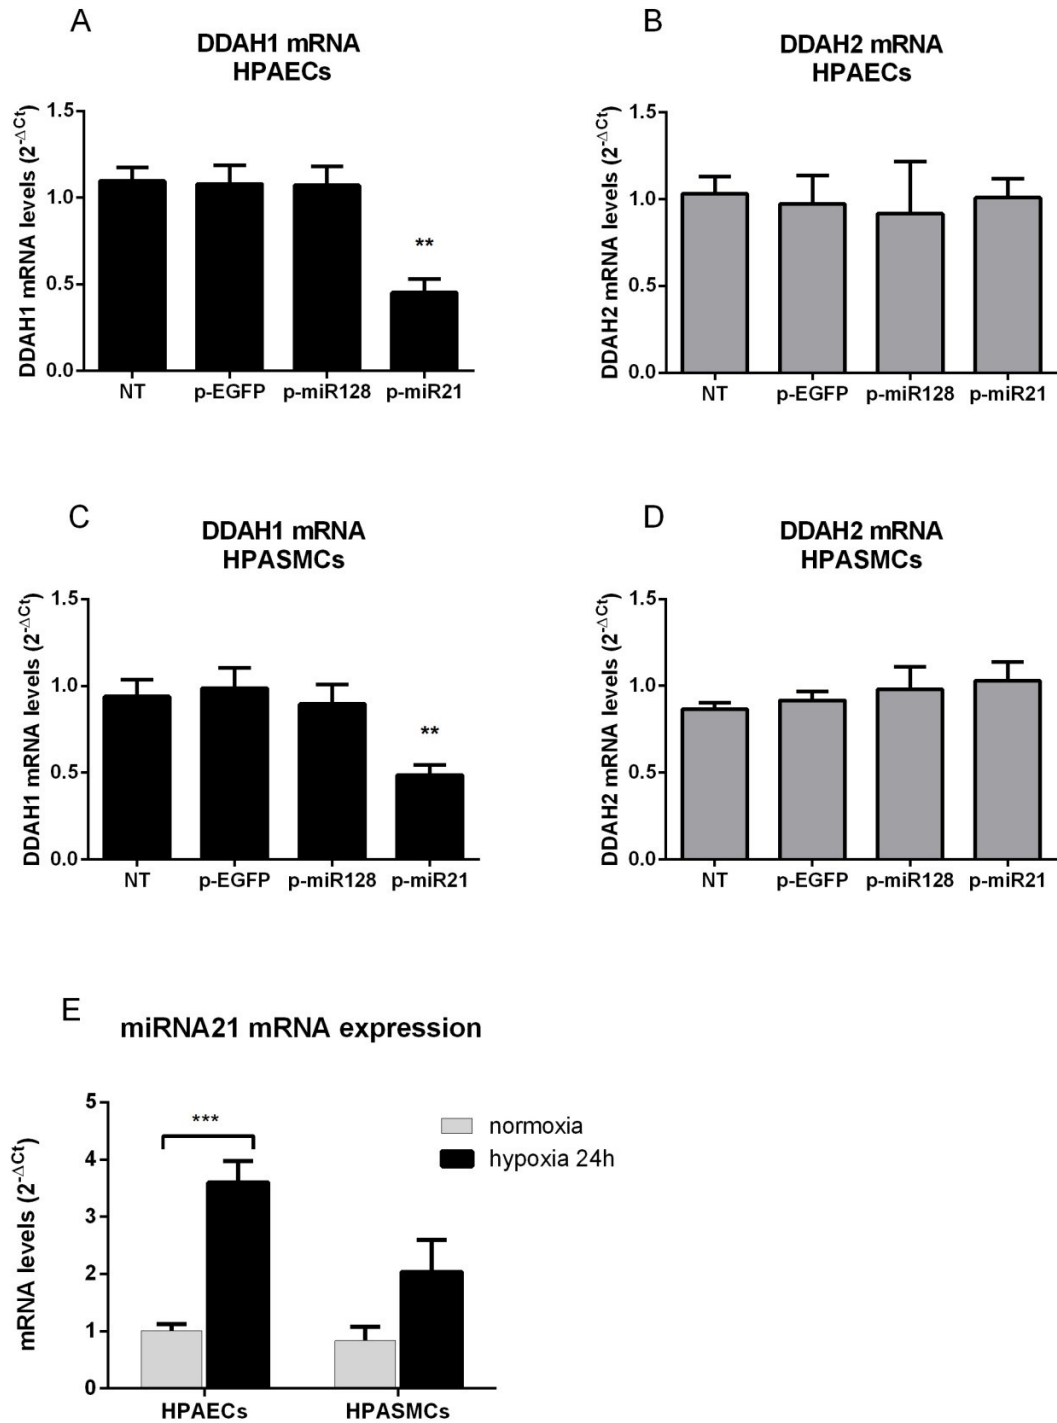 A
DDAH1 mRNA
HPAECs
DDAH1 mRNA levels (2^-ΔCt)
1.5
1.0
0.5
0.0
**
NT p-EGFP p-miR128 p-miR21
B
DDAH2 mRNA
HPAECs
DDAH2 mRNA levels (2^-ΔCt)
1.5
1.0
0.5
0.0
NT p-EGFP p-miR128 p-miR21
C
DDAH1 mRNA
HPASMCs
DDAH1 mRNA levels (2^-ΔCt)
1.5
1.0
0.5
0.0
**
NT p-EGFP p-miR128 p-miR21
D
DDAH2 mRNA
HPASMCs
DDAH2 mRNA levels (2^-ΔCt)
1.5
1.0
0.5
0.0
NT p-EGFP p-miR128 p-miR21
E
miRNA21 mRNA expression
mRNA levels (2^-ΔCt)
5
4
3
2
1
0
***
normoxia
hypoxia 24h
HPAECs HPASMCs